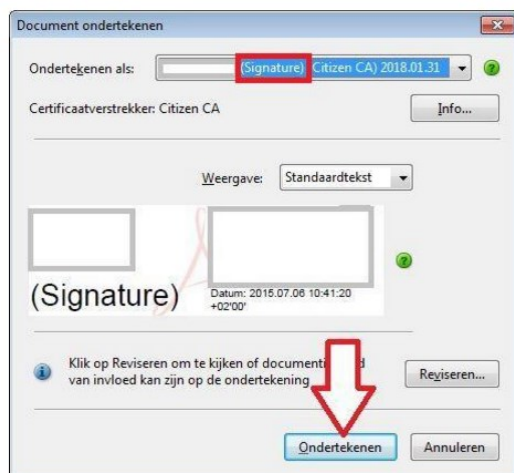 Document ondertekenen
Ondertekenen als: (Signature) (Citizen CA) 2018.01.31
Certificaatverstrekker: Citizen CA
Info...
Weergave: Standaardtekst
(Signature)
Datum: 2015.07.06 10:41:20
+02'00'
Klik op Reviseren om te kijken of
van invloed kan zijn op de ondertekening
Reviseren...
Ondertekenen
Annuleren